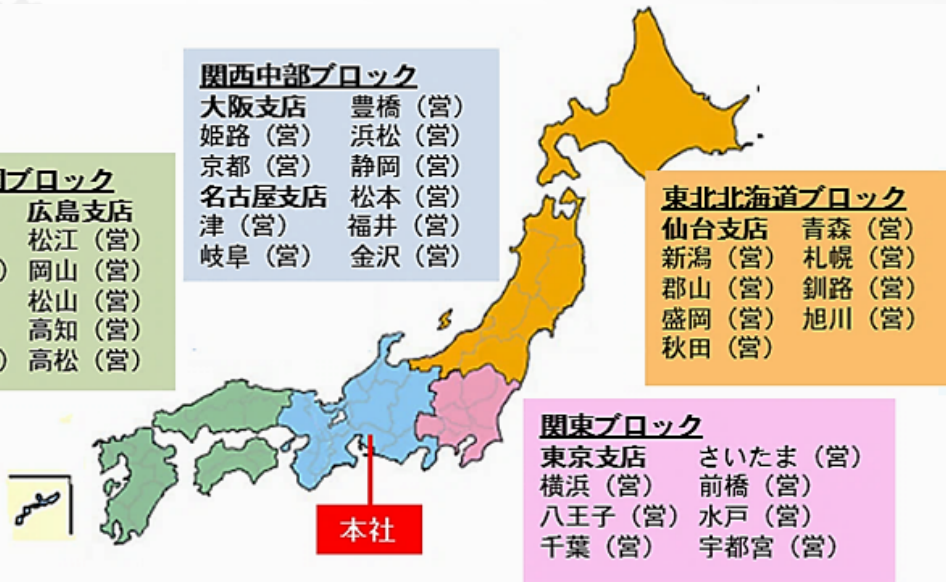 関西中部ブロック
大阪支店 豊橋（営）
姫路（営） 浜松（営）
京都（営） 静岡（営）
名古屋支店 松本（営）
津（営） 福井（営）
岐阜（営） 金沢（営）
ブロック
広島支店
松江（営）
） 岡山（営）
松山（営）
高知（営）
） 高松（営）
東北北海道ブロック
仙台支店 青森（営）
新潟（営） 札幌（営）
郡山（営） 釧路（営）
盛岡（営） 旭川（営）
秋田（営）
関東ブロック
東京支店 さいたま（営）
横浜（営） 前橋（営）
八王子（営） 水戸（営）
千葉（営） 宇都宮（営）
本社